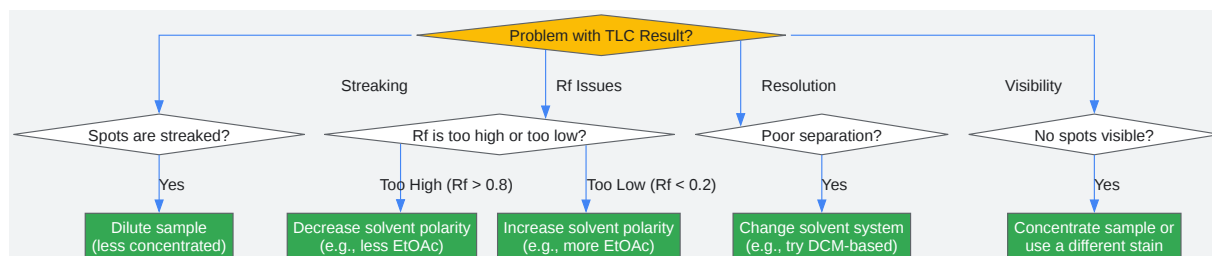 Problem with TLC Result?
Streaking
Rf Issues
Resolution
Visibility
Spots are streaked?
Rf is too high or too low?
Poor separation?
No spots visible?
Yes
Too High (Rf > 0.8)
Too Low (Rf < 0.2)
Yes
Yes
Dilute sample
(less concentrated)
Decrease solvent polarity
(e.g., less EtOAc)
Increase solvent polarity
(e.g., more EtOAc)
Change solvent system
(e.g., try DCM-based)
Concentrate sample or
use a different stain